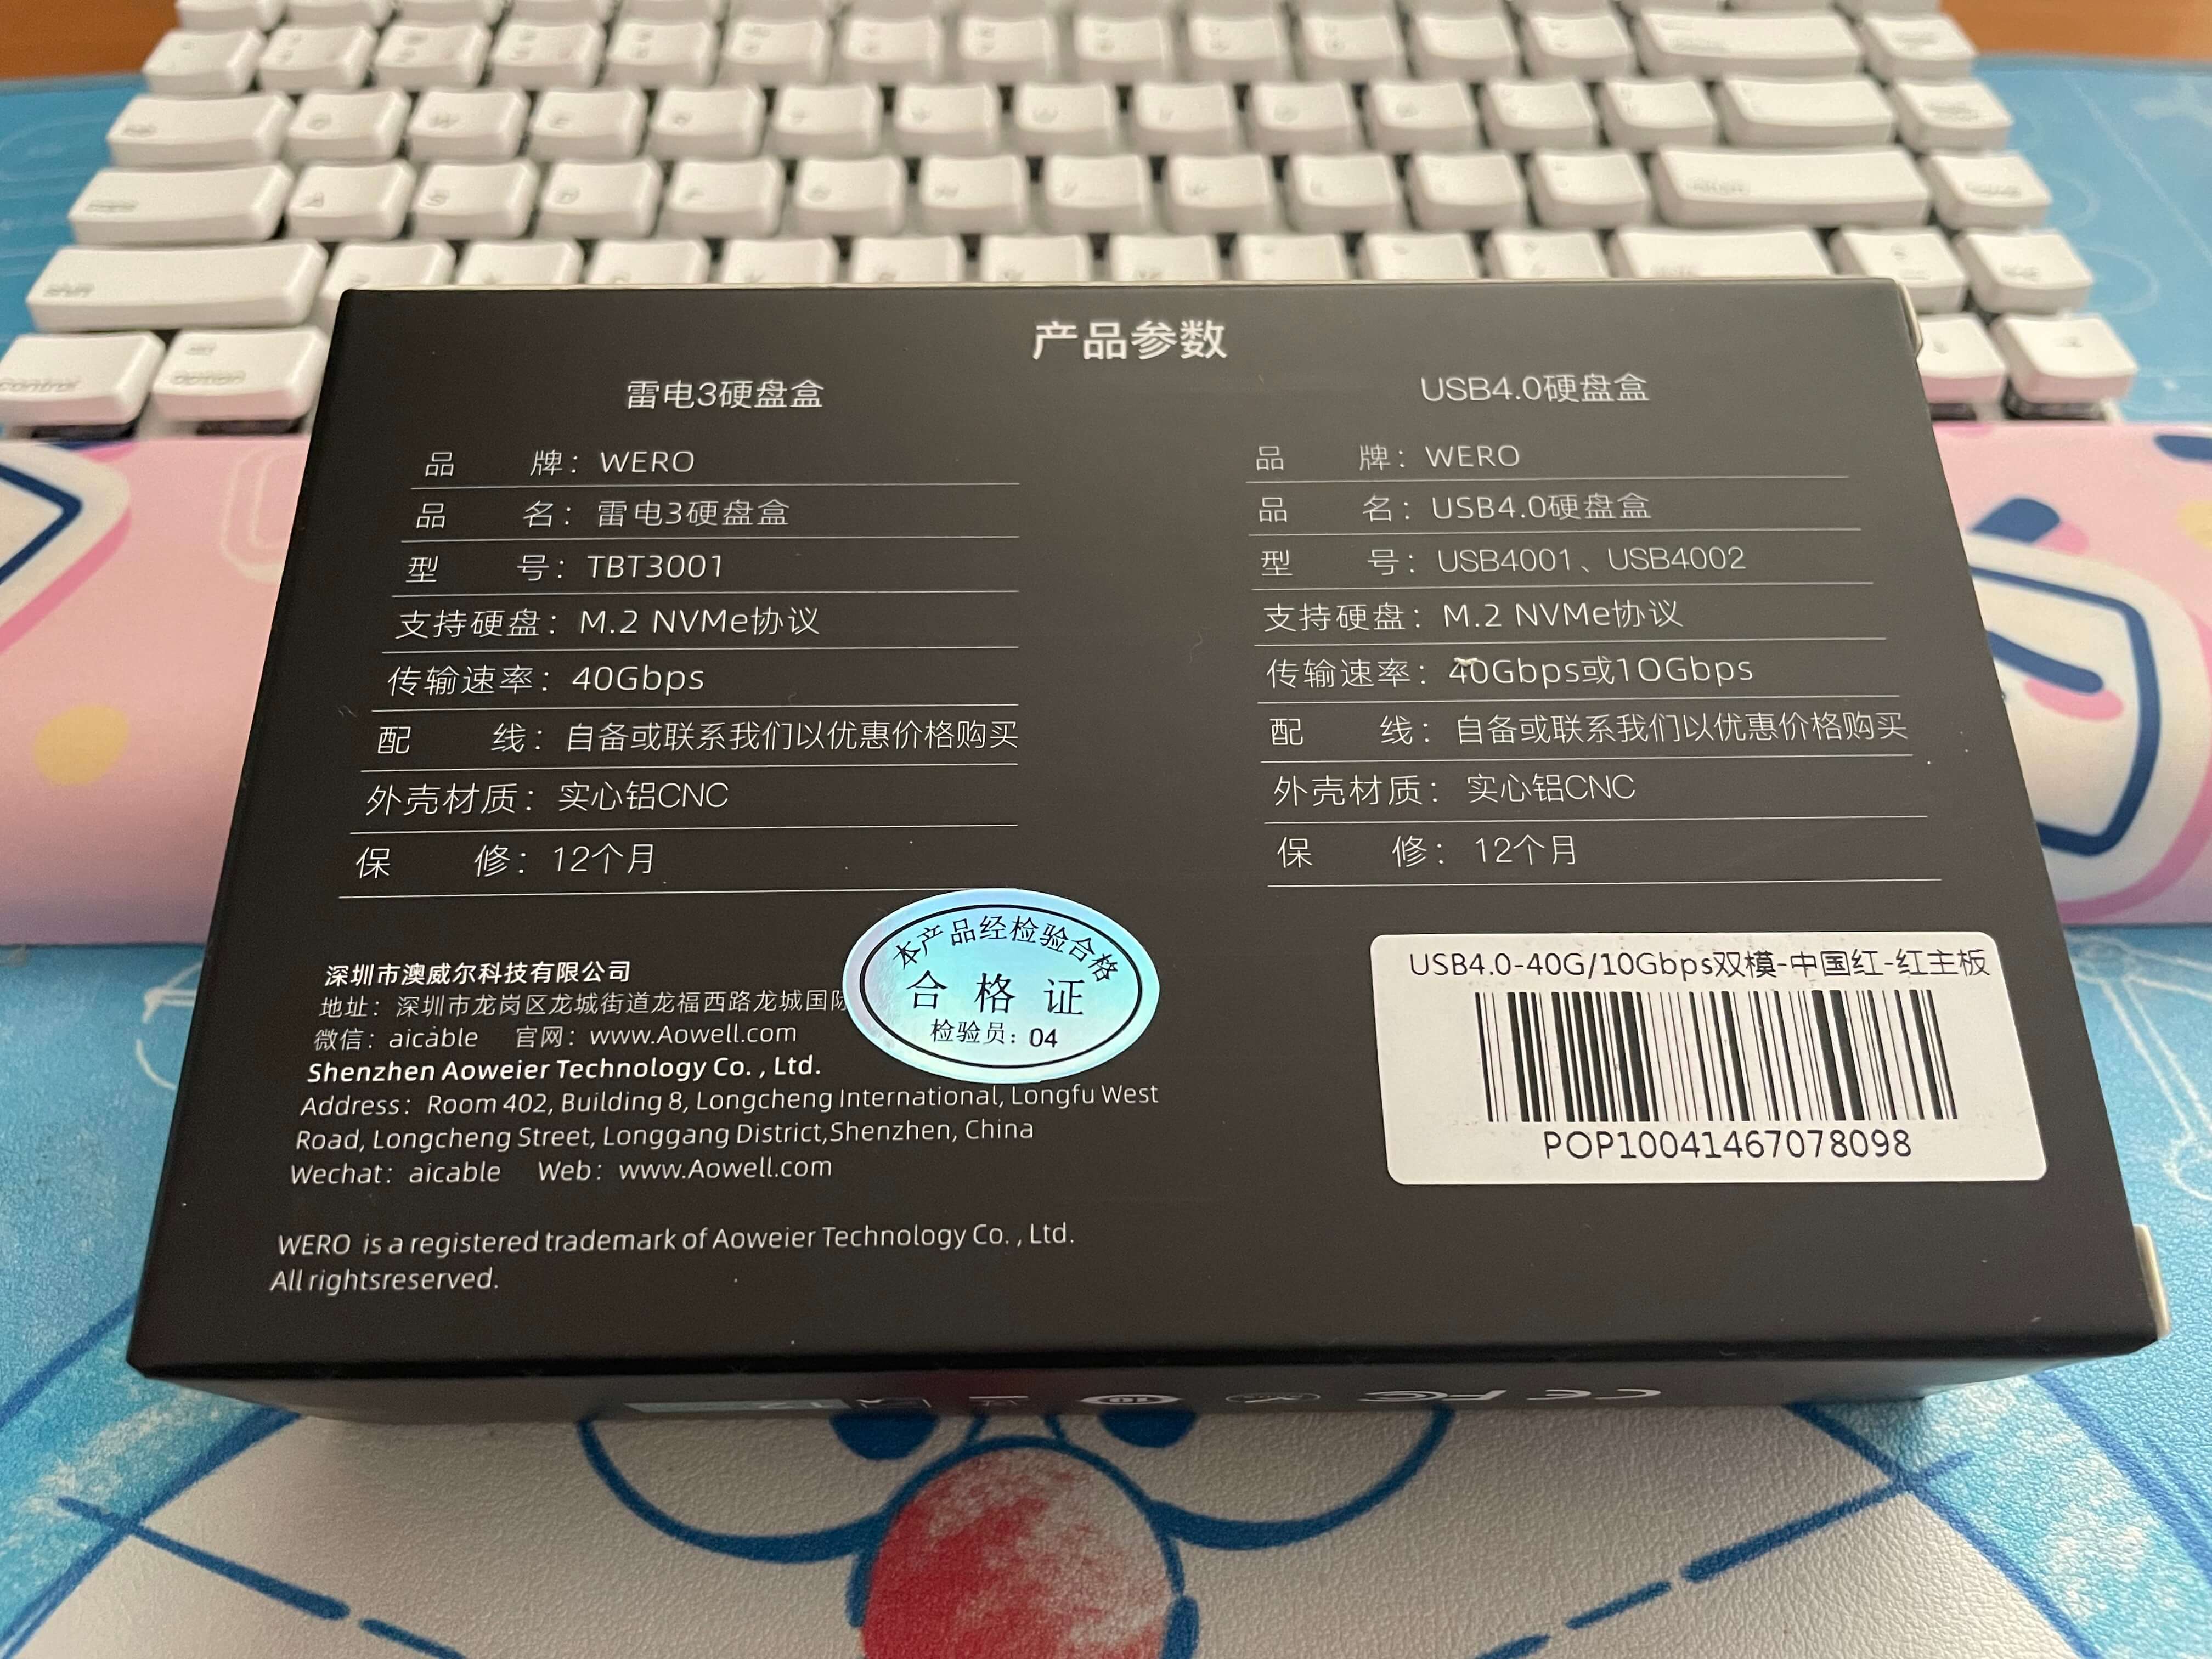 产品参数
雷电3硬盘盒
品 牌：WERO
品 名：雷电3硬盘盒
型 号：TBT3001
支持硬盘：M.2 NVMe协议
传输速率：40Gbps
配 线：自备或联系我们以优惠价格购买
外壳材质：实心铝CNC
保 修：12个月
USB4.0硬盘盒
品 牌：WERO
品 名：USB4.0硬盘盒
型 号：USB4001、USB4002
支持硬盘：M.2 NVMe协议
传输速率：40Gbps或10Gbps
配 线：自备或联系我们以优惠价格购买
外壳材质：实心铝CNC
保 修：12个月
深圳市澳威尔科技有限公司
地址：深圳市龙岗区龙城街道龙福西路龙城国际
微信：aicable 官网：www.Aowell.com
Shenzhen Aoweier Technology Co. , Ltd.
Address：Room 402, Building 8, Longcheng International, Longfu West
Road, Longcheng Street, Longgang District,Shenzhen, China
Wechat：aicable Web：www.Aowell.com
WERO is a registered trademark of Aoweier Technology Co. , Ltd.
All rightsreserved.
本产品经检验合格
合格证
检验员：04
USB4.0-40G/10Gbps双模-中国红-红主板
POP10041467078098
CE FC
control
option